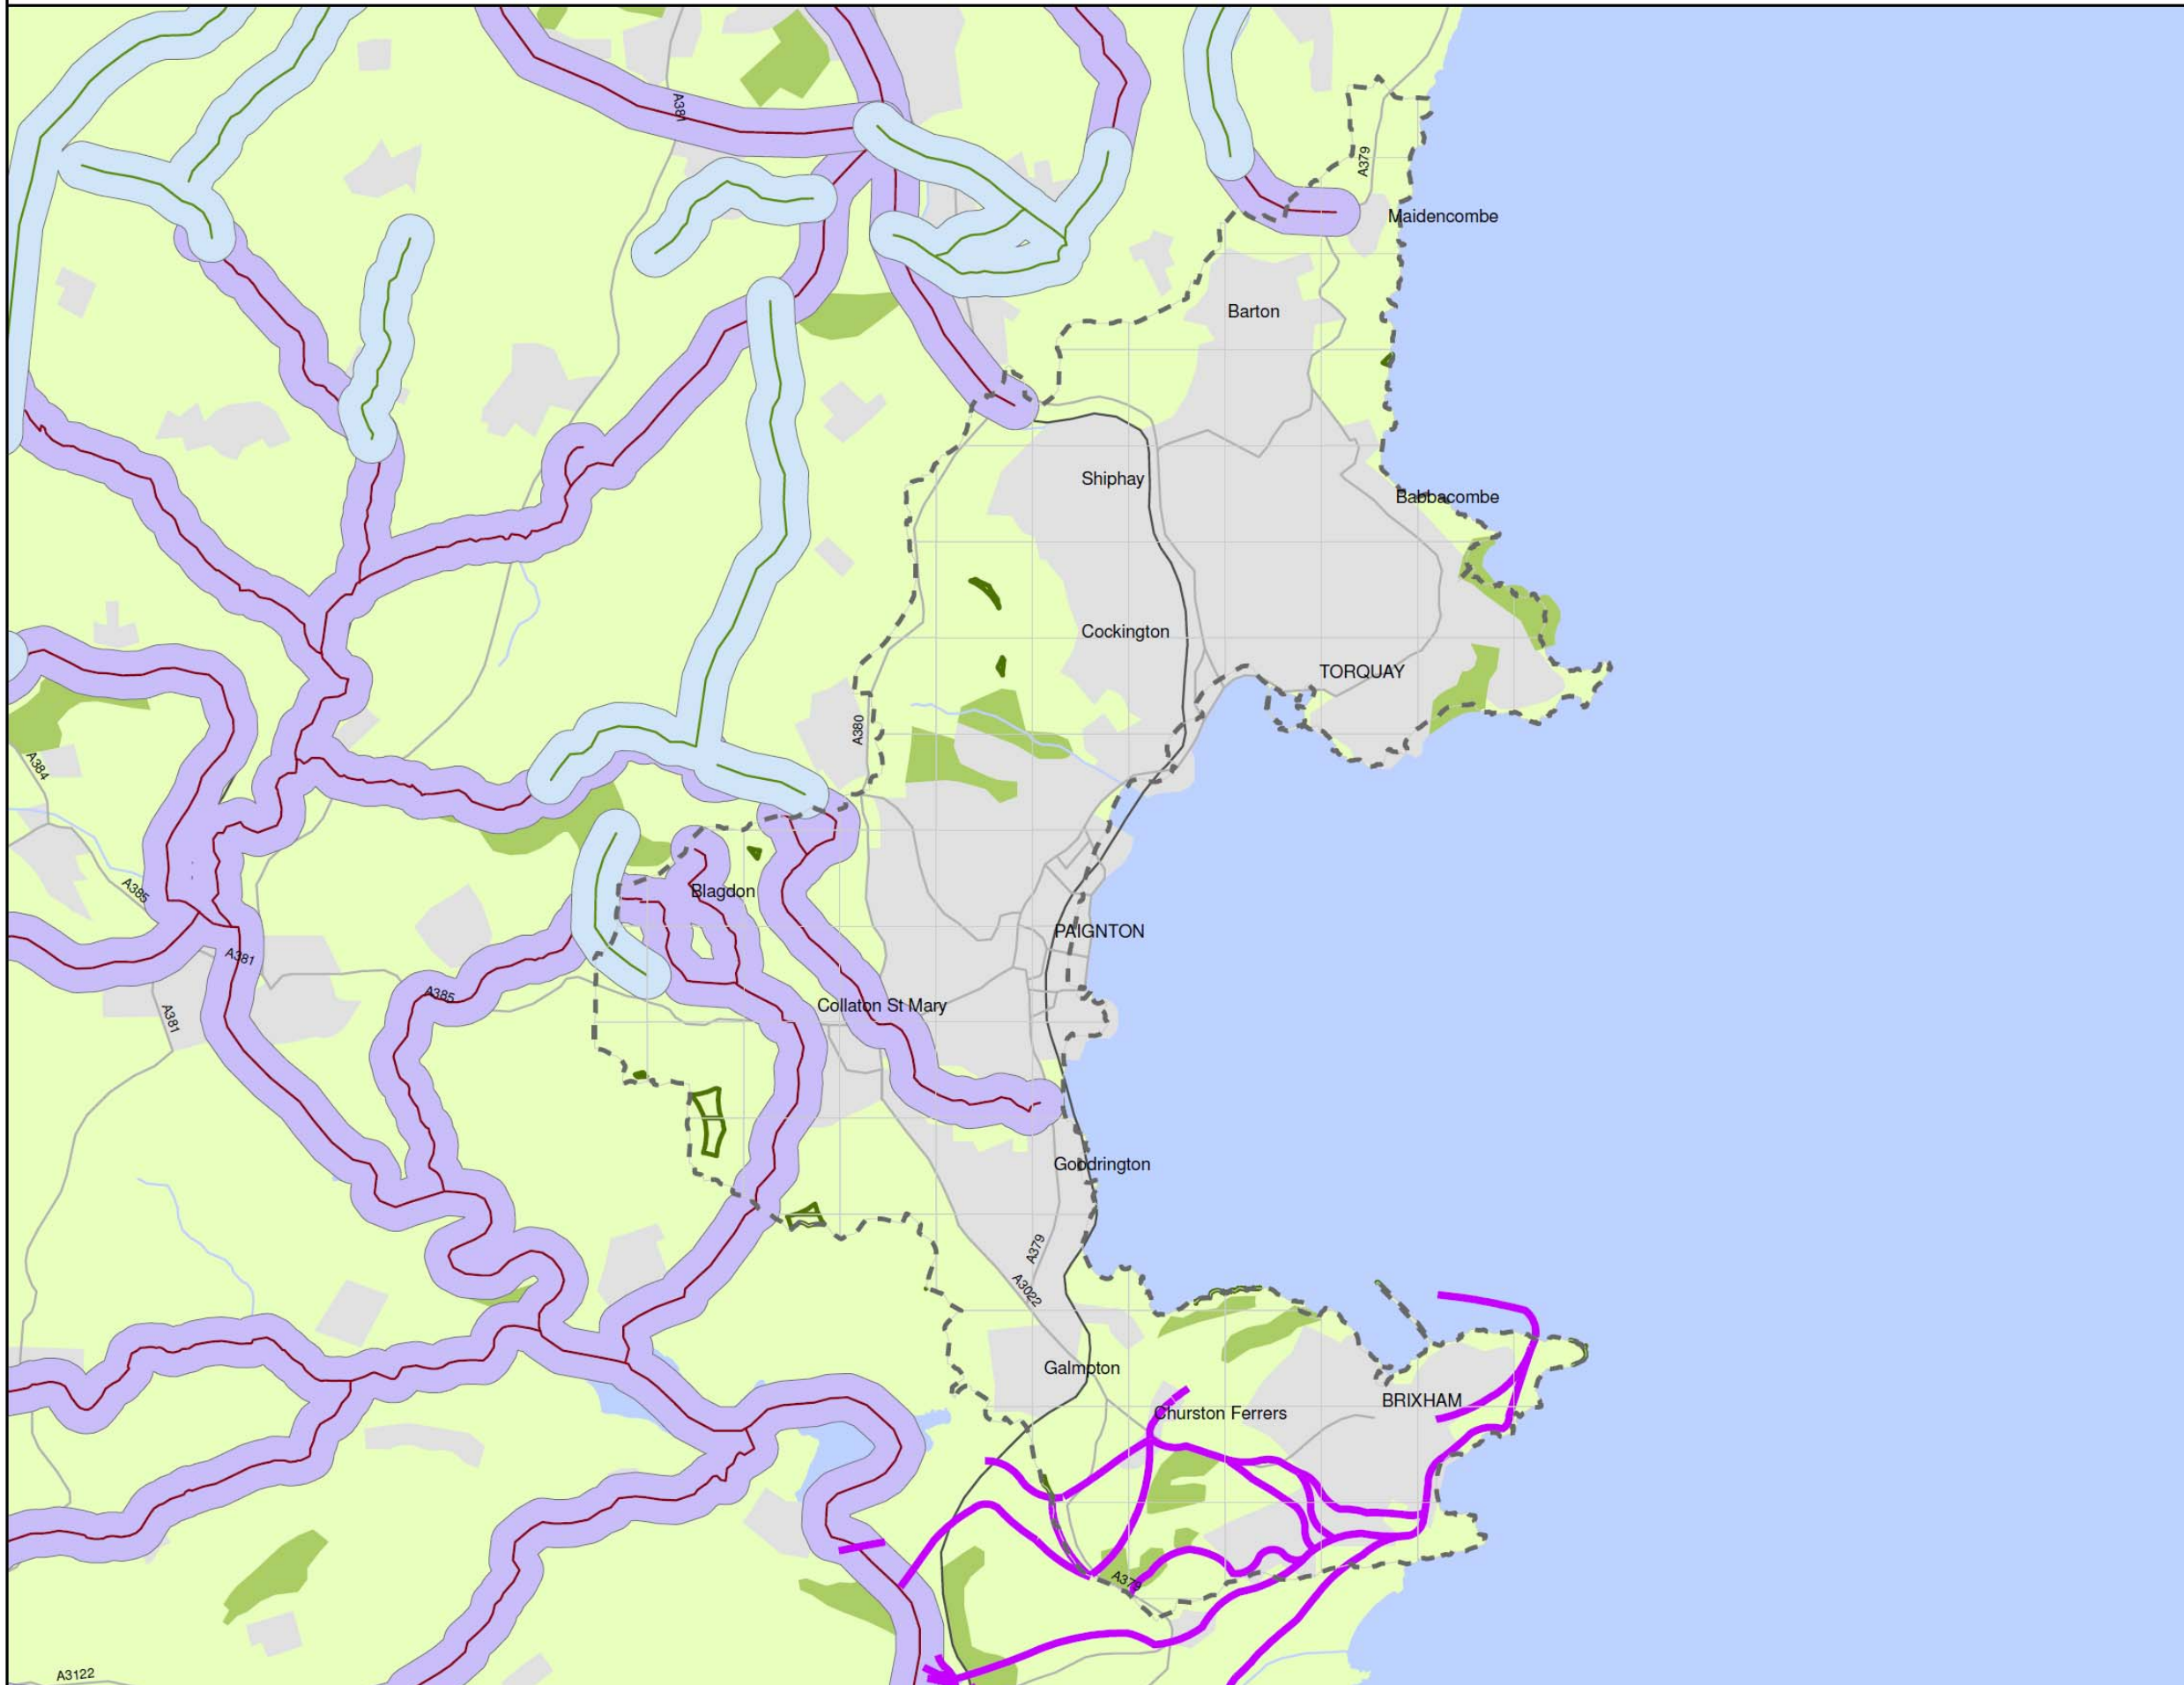 A381
A379
Maidencombe
Barton
Shiphay
Babbacombe
Cockington
TORQUAY
A380
A384
A385
Blagdon
PAIGNTON
A381
A385
A381
Collaton St Mary
Goodrington
A379
A3022
Galmpton
BRIXHAM
Churston Ferrers
A379
A3122